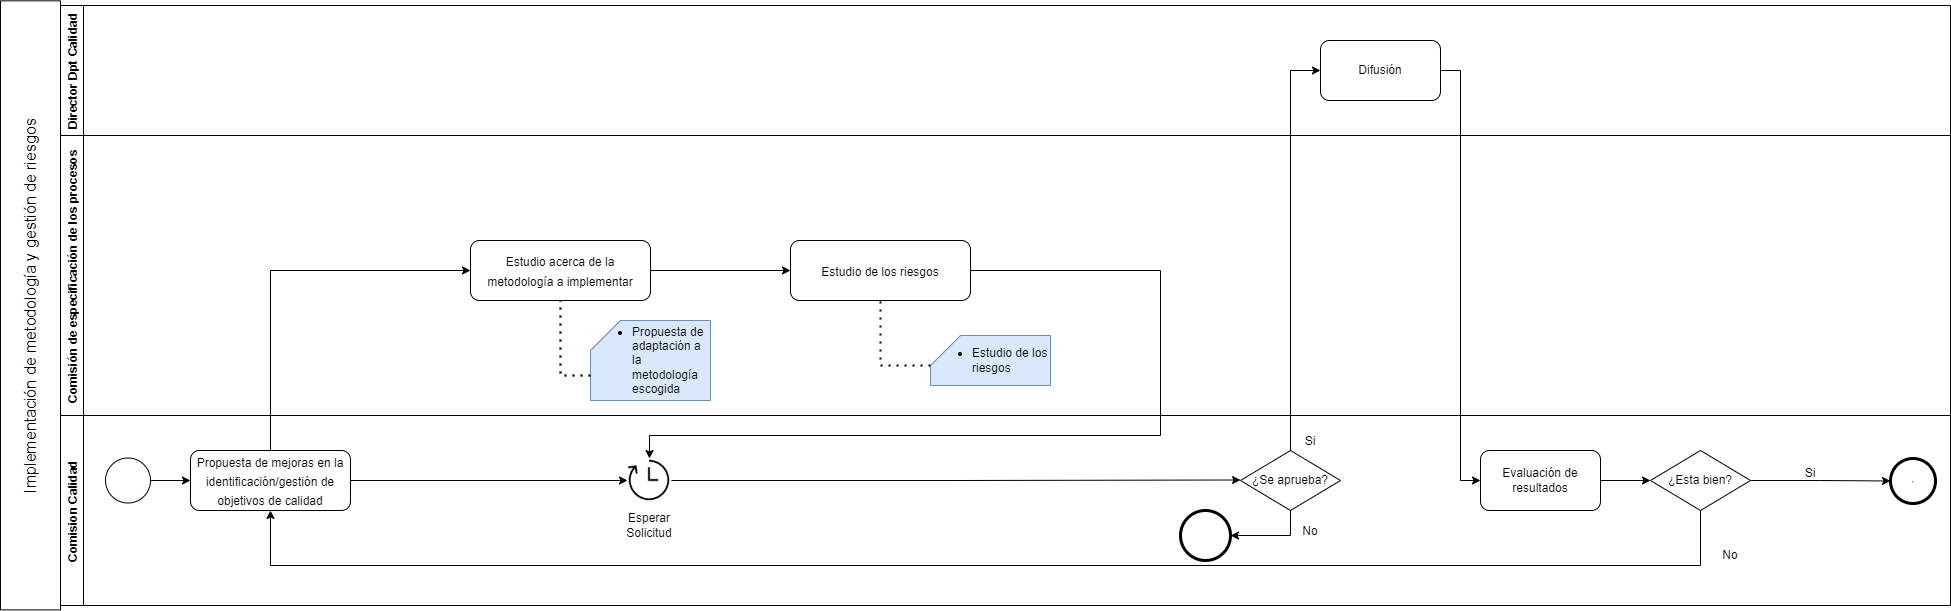 Implementación de metodología y gestión de riesgos
Director Dpt Calidad
Difusión
Comisión de especificación de los procesos
Estudio acerca de la
metodología a implementar
Estudio de los riesgos
• Propuesta de
adaptación a
la
metodología
escogida
• Estudio de los
riesgos
Comision Calidad
Propuesta de mejoras en la
identificación/gestión de
objetivos de calidad
Esperar
Solicitud
¿Se aprueba?
Si
No
Evaluación de
resultados
¿Esta bien?
Si
No
.